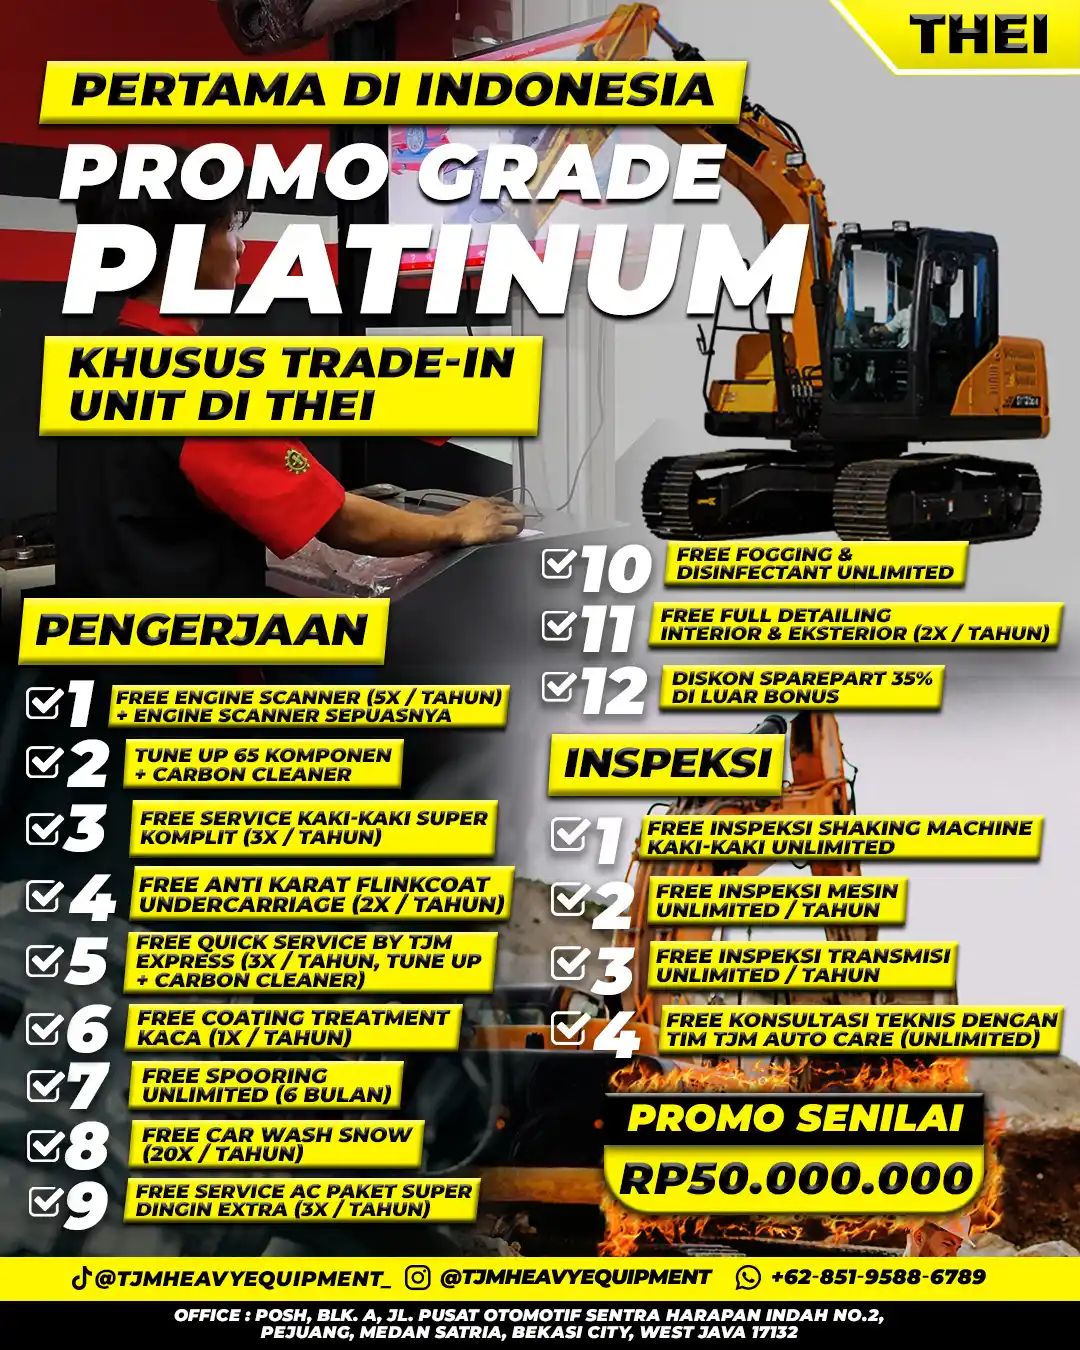 THEI
PERTAMA DI INDONESIA
PROMO GRADE
PLATINUM
KHUSUS TRADE-IN
UNIT DI THEI
PENGERJAAN
1 FREE ENGINE SCANNER (5X / TAHUN)
+ ENGINE SCANNER SEPUASNYA
2 TUNE UP 65 KOMPONEN
+ CARBON CLEANER
3 FREE SERVICE KAKI-KAKI SUPER
KOMPLIT (3X / TAHUN)
4 FREE ANTI KARAT FLINKCOAT
UNDERCARRIAGE (2X / TAHUN)
5 FREE QUICK SERVICE BY TJM
EXPRESS (3X / TAHUN, TUNE UP
+ CARBON CLEANER)
6 FREE COATING TREATMENT
KACA (1X / TAHUN)
7 FREE SPOORING
UNLIMITED (6 BULAN)
8 FREE CAR WASH SNOW
(20X / TAHUN)
9 FREE SERVICE AC PAKET SUPER
DINGIN EXTRA (3X / TAHUN)
10 FREE FOGGING &
DISINFECTANT UNLIMITED
11 FREE FULL DETAILING
INTERIOR & EKSTERIOR (2X / TAHUN)
12 DISKON SPAREPART 35%
DI LUAR BONUS
INSPEKSI
1 FREE INSPEKSI SHAKING MACHINE
KAKI-KAKI UNLIMITED
2 FREE INSPEKSI MESIN
UNLIMITED / TAHUN
3 FREE INSPEKSI TRANSMISI
UNLIMITED / TAHUN
4 FREE KONSULTASI TEKNIS DENGAN
TIM TJM AUTO CARE (UNLIMITED)
PROMO SENILAI
RP50.000.000
@TJMHEAVYEQUIPMENT_ @TJMHEAVYEQUIPMENT +62-851-9588-6789
OFFICE : POSH, BLK. A, JL. PUSAT OTOMOTIF SENTRA HARAPAN INDAH NO.2,
PEJUANG, MEDAN SATRIA, BEKASI CITY, WEST JAVA 17132